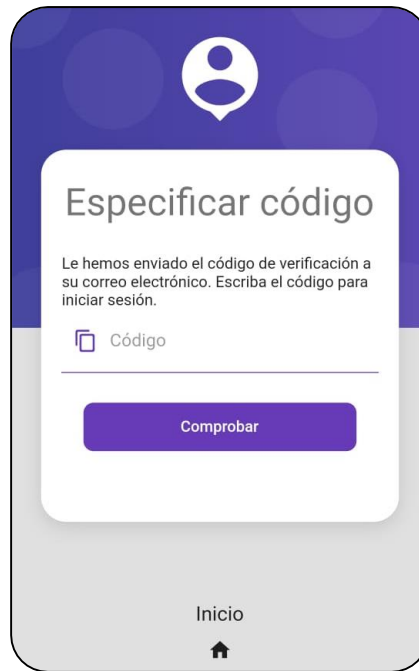 Especificar código
Le hemos enviado el código de verificación a
su correo electrónico. Escriba el código para
iniciar sesión.
Código
Comprobar
Inicio